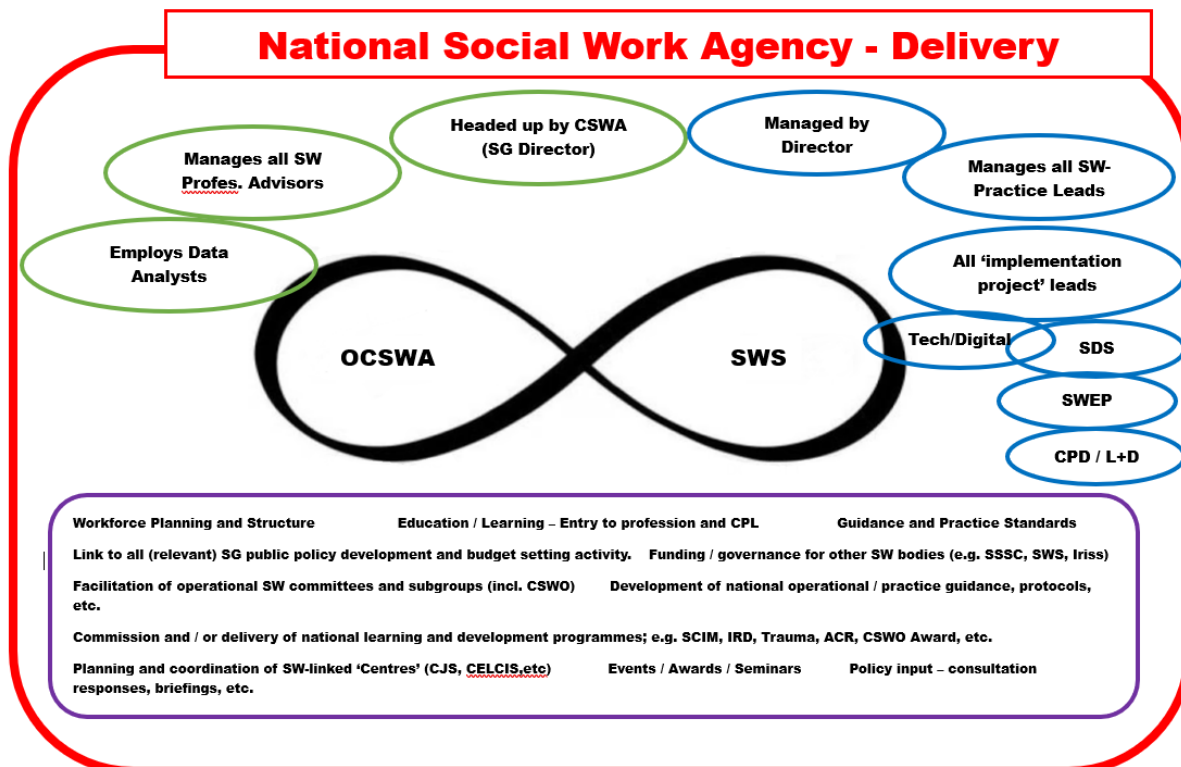 National Social Work Agency - Delivery
Headed up by CSWA
(SG Director)
Managed by
Director
Manages all SW
Profes. Advisors
Manages all SW-
Practice Leads
Employs Data
Analysts
All ‘implementation
project’ leads
Tech/Digital
SDS
OCSWA
SWS
SWEP
CPD / L+D
Workforce Planning and Structure Education / Learning – Entry to profession and CPL Guidance and Practice Standards
Link to all (relevant) SG public policy development and budget setting activity. Funding / governance for other SW bodies (e.g. SSSC, SWS, Iriss)
Facilitation of operational SW committees and subgroups (incl. CSWO) Development of national operational / practice guidance, protocols,
etc.
Commission and / or delivery of national learning and development programmes; e.g. SCIM, IRD, Trauma, ACR, CSWO Award, etc.
Planning and coordination of SW-linked ‘Centres’ (CJS, CELCIS,etc) Events / Awards / Seminars Policy input – consultation
responses, briefings, etc.